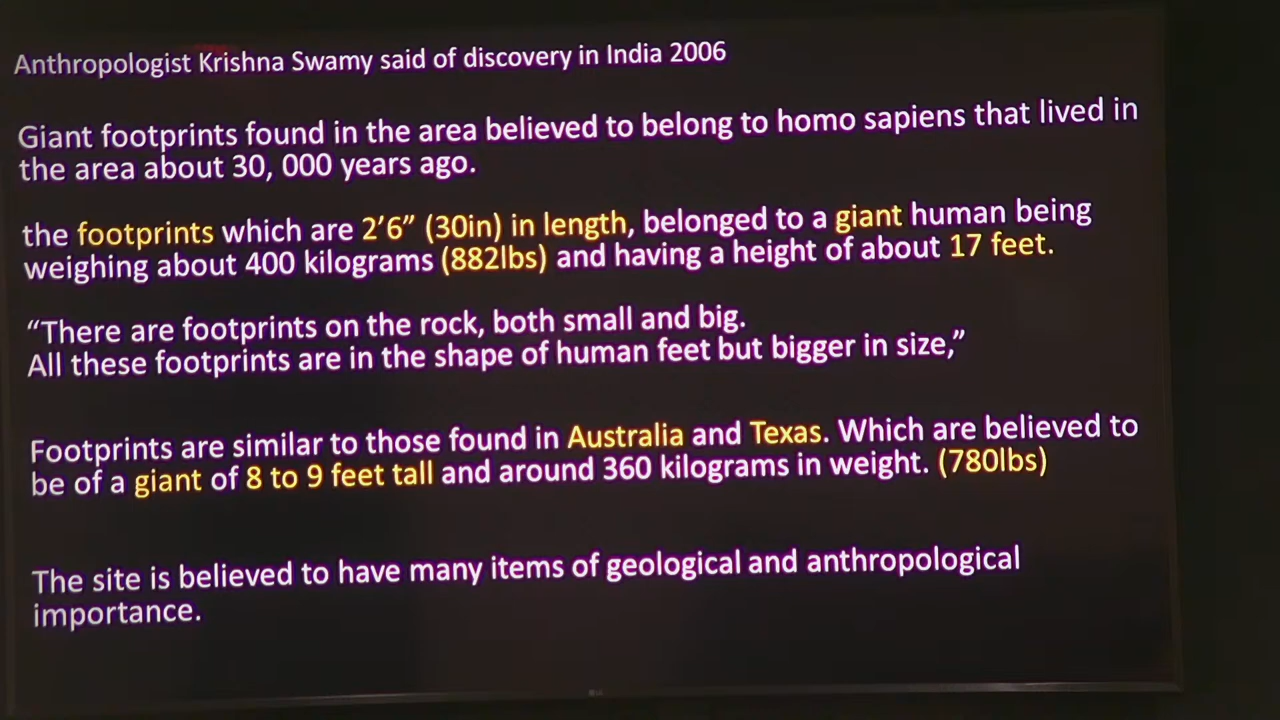 Anthropologist Krishna Swamy said of discovery in India 2006
Giant footprints found in the area believed to belong to homo sapiens that lived in
the area about 30, 000 years ago.
the footprints which are 2’6” (30in) in length, belonged to a giant human being
weighing about 400 kilograms (882lbs) and having a height of about 17 feet.
“There are footprints on the rock, both small and big.
All these footprints are in the shape of human feet but bigger in size,”
Footprints are similar to those found in Australia and Texas. Which are believed to
be of a giant of 8 to 9 feet tall and around 360 kilograms in weight. (780lbs)
The site is believed to have many items of geological and anthropological
importance.